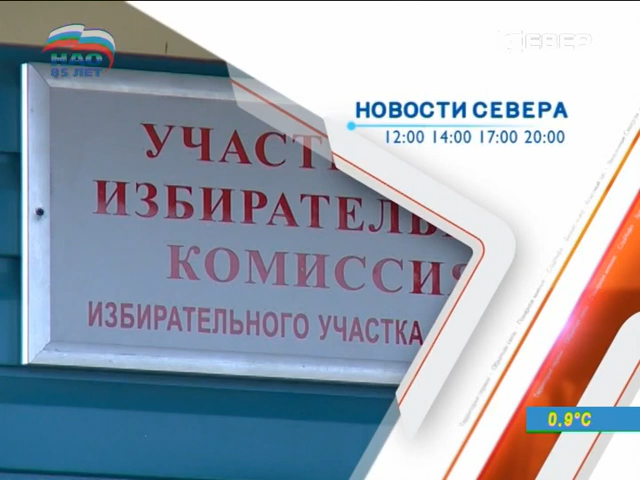 НАО
85 ЛЕТ
СЕВЕР
НОВОСТИ СЕВЕРА
12:00 14:00 17:00 20:00
УЧАСТ
ИЗБИРАТЕЛЬ
КОМИССИЯ
ИЗБИРАТЕЛЬНОГО УЧАСТКА
0.9°C